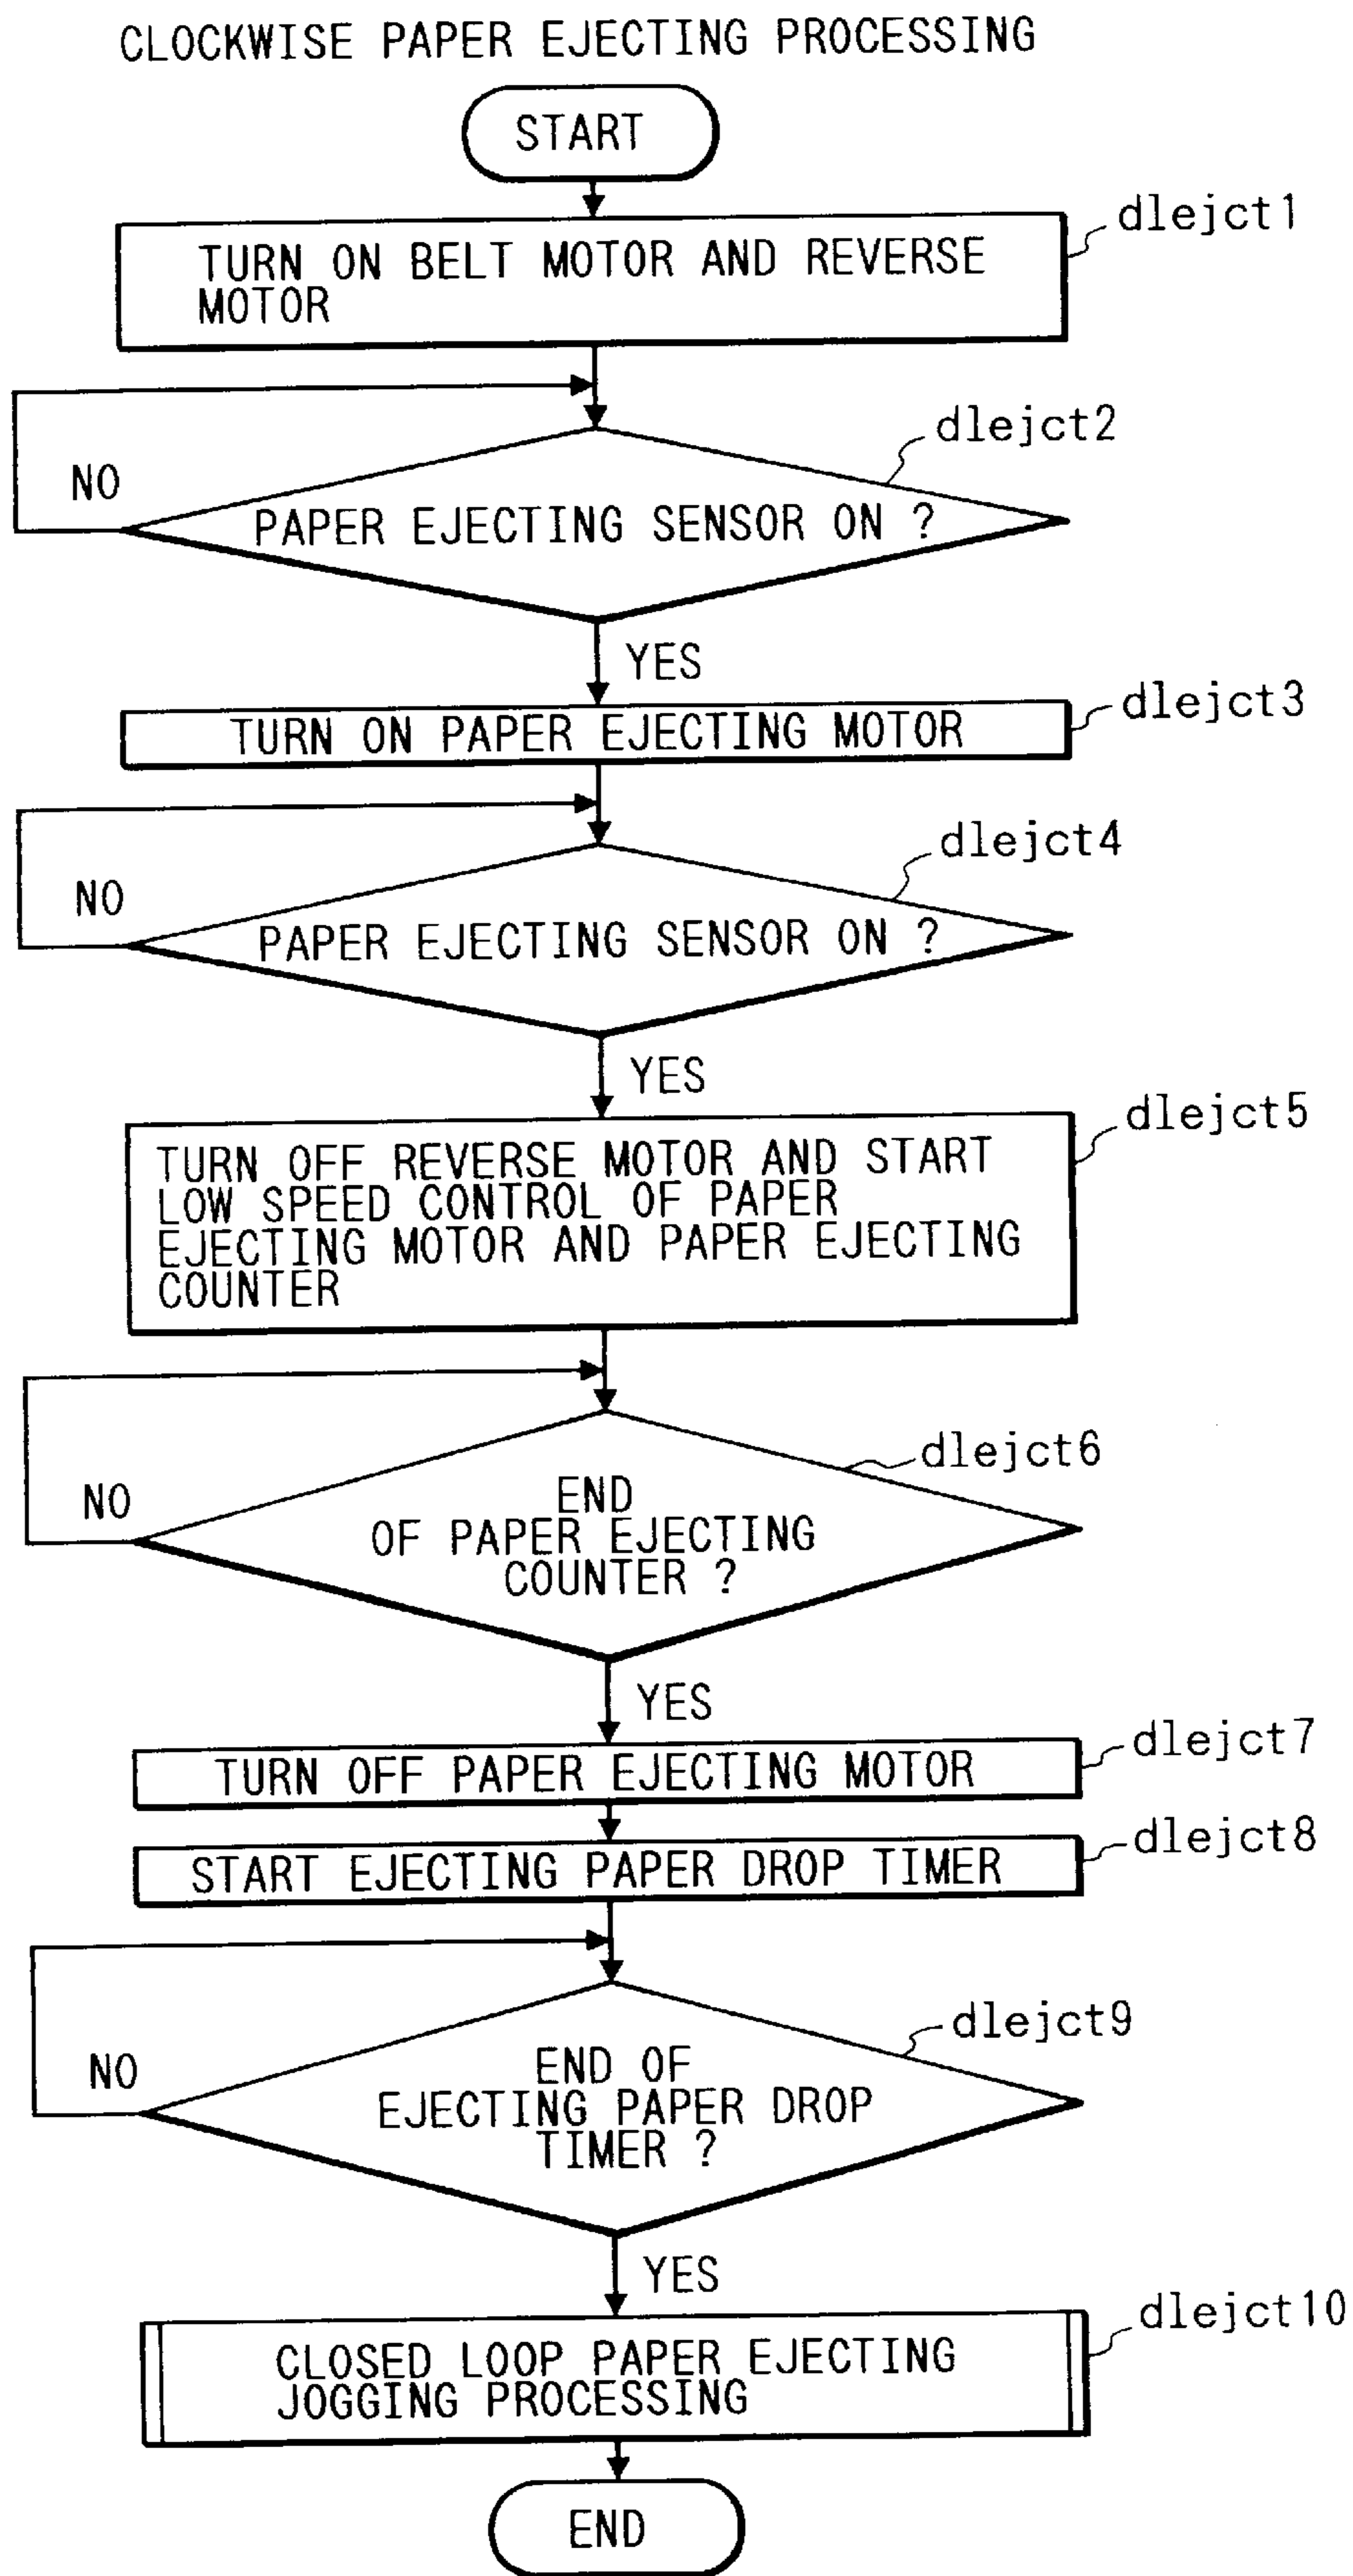 CLOCKWISE PAPER EJECTING PROCESSING
START
dlejct1
TURN ON BELT MOTOR AND REVERSE
MOTOR
dlejct2
NO
PAPER EJECTING SENSOR ON ?
YES
dlejct3
TURN ON PAPER EJECTING MOTOR
dlejct4
NO
PAPER EJECTING SENSOR ON ?
YES
dlejct5
TURN OFF REVERSE MOTOR AND START
LOW SPEED CONTROL OF PAPER
EJECTING MOTOR AND PAPER EJECTING
COUNTER
dlejct6
NO
END
OF PAPER EJECTING
COUNTER ?
YES
dlejct7
TURN OFF PAPER EJECTING MOTOR
dlejct8
START EJECTING PAPER DROP TIMER
dlejct9
NO
END OF
EJECTING PAPER DROP
TIMER ?
YES
dlejct10
CLOSED LOOP PAPER EJECTING
JOGGING PROCESSING
END